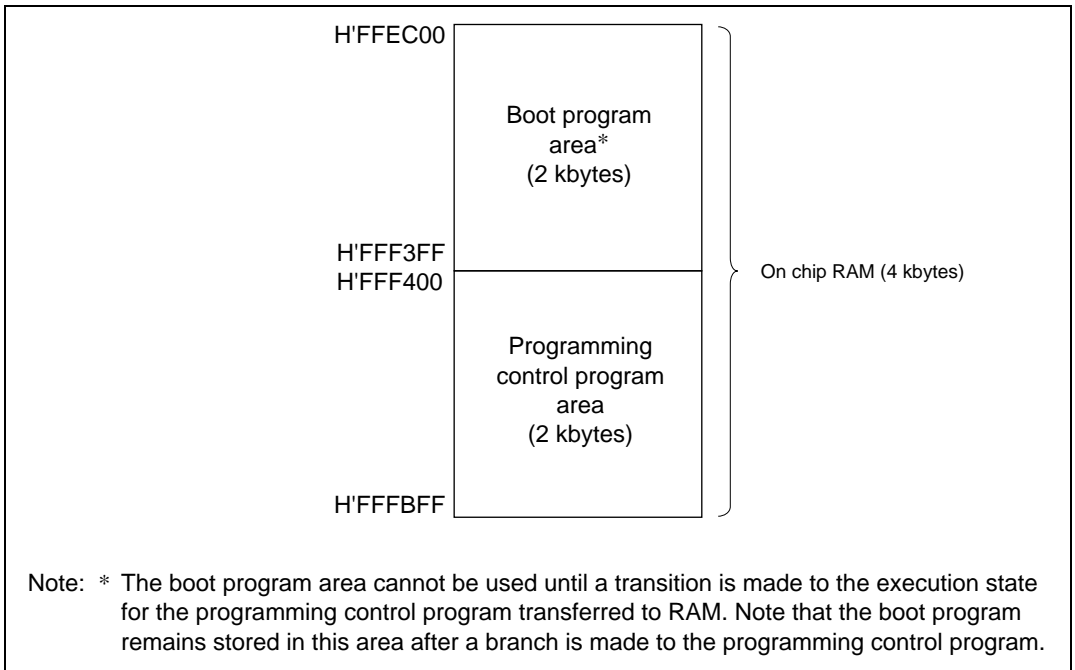 H'FFEC00
Boot program
area*
(2 kbytes)
H'FFF3FF
H'FFF400
On chip RAM (4 kbytes)
Programming
control program
area
(2 kbytes)
H'FFFBFF
Note: * The boot program area cannot be used until a transition is made to the execution state
for the programming control program transferred to RAM. Note that the boot program
remains stored in this area after a branch is made to the programming control program.